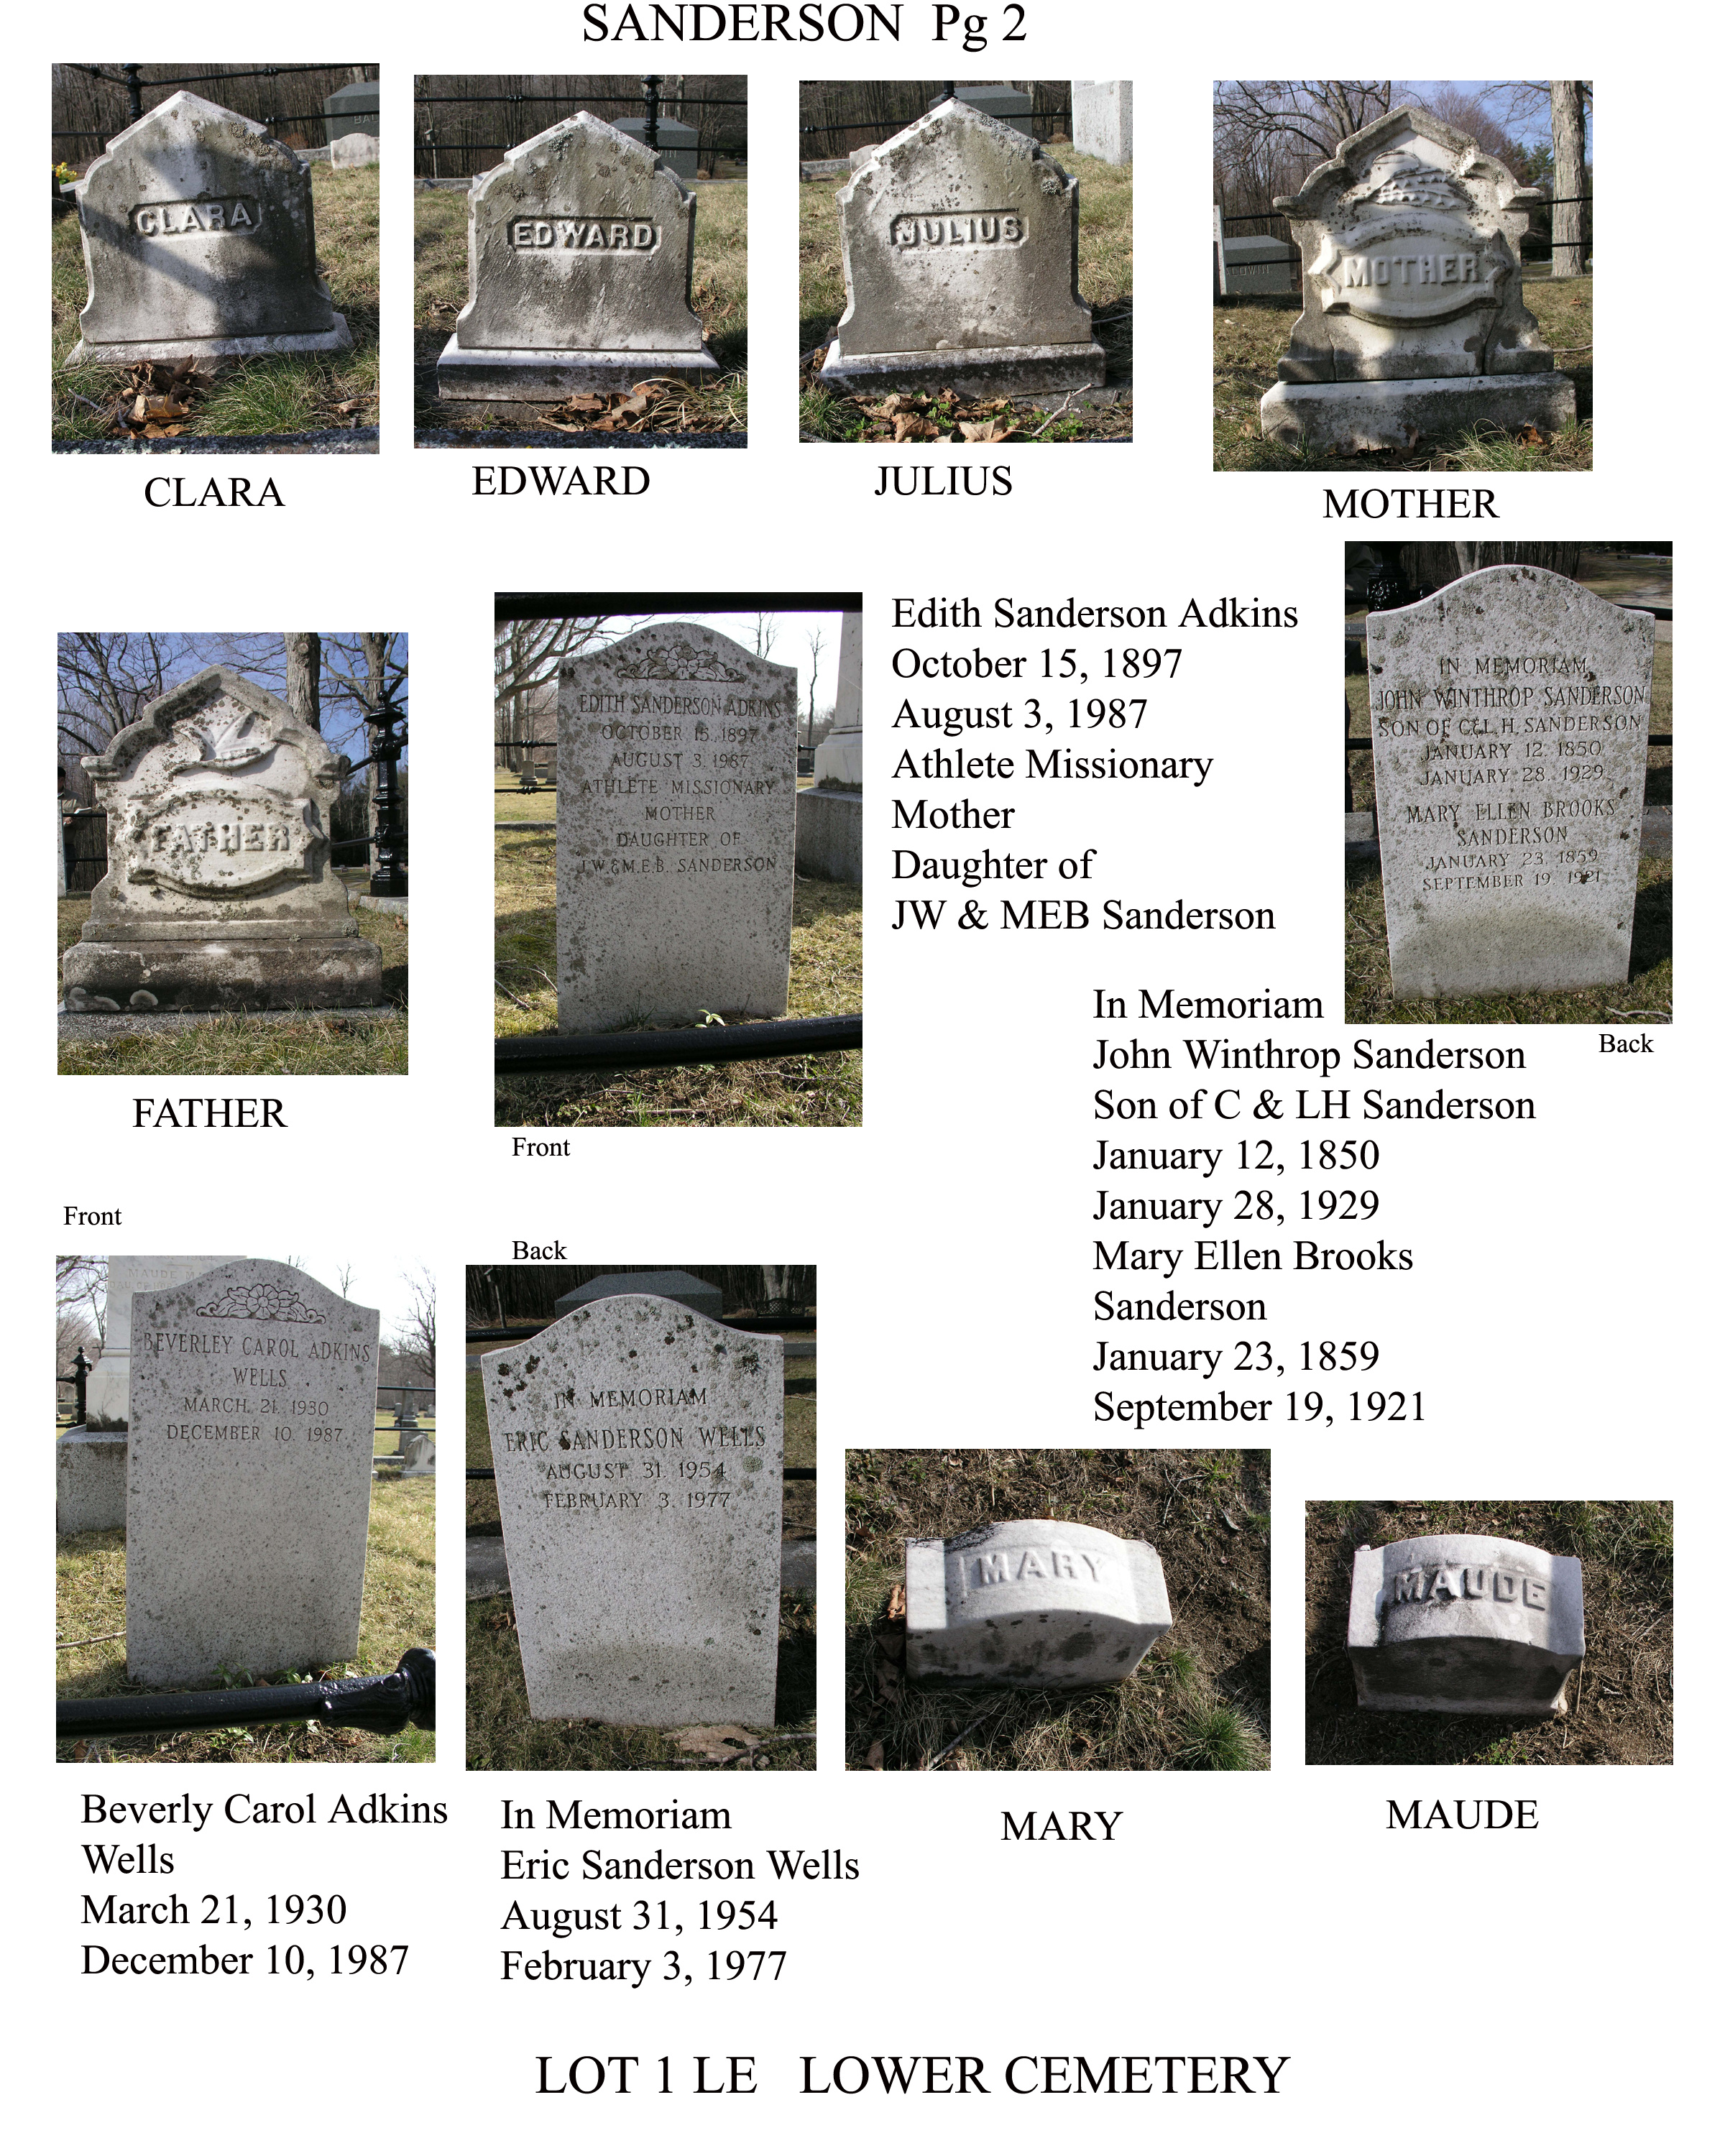 SANDERSON Pg 2
CLARA
EDWARD
JULIUS
MOTHER
CLARA
EDWARD
JULIUS
MOTHER
FATHER
FATHER
EDITH SANDERSON ADKINS
OCTOBER 15, 1897
AUGUST 3, 1987
ATHLETE MISSIONARY
MOTHER
DAUGHTER OF
J.W.&M.E.B. SANDERSON
Front
Edith Sanderson Adkins
October 15, 1897
August 3, 1987
Athlete Missionary
Mother
Daughter of
JW & MEB Sanderson
IN MEMORIAM
JOHN WINTHROP SANDERSON
SON OF C.&L.H. SANDERSON
JANUARY 12, 1850
JANUARY 28, 1929
MARY ELLEN BROOKS
SANDERSON
JANUARY 23, 1859
SEPTEMBER 19, 1921
Back
In Memoriam
John Winthrop Sanderson
Son of C & LH Sanderson
January 12, 1850
January 28, 1929
Mary Ellen Brooks
Sanderson
January 23, 1859
September 19, 1921
Front
BEVERLEY CAROL ADKINS
WELLS
MARCH 21, 1930
DECEMBER 10, 1987
Beverly Carol Adkins
Wells
March 21, 1930
December 10, 1987
Back
IN MEMORIAM
ERIC SANDERSON WELLS
AUGUST 31, 1954
FEBRUARY 3, 1977
In Memoriam
Eric Sanderson Wells
August 31, 1954
February 3, 1977
MARY
MARY
MAUDE
MAUDE
LOT 1 LE LOWER CEMETERY